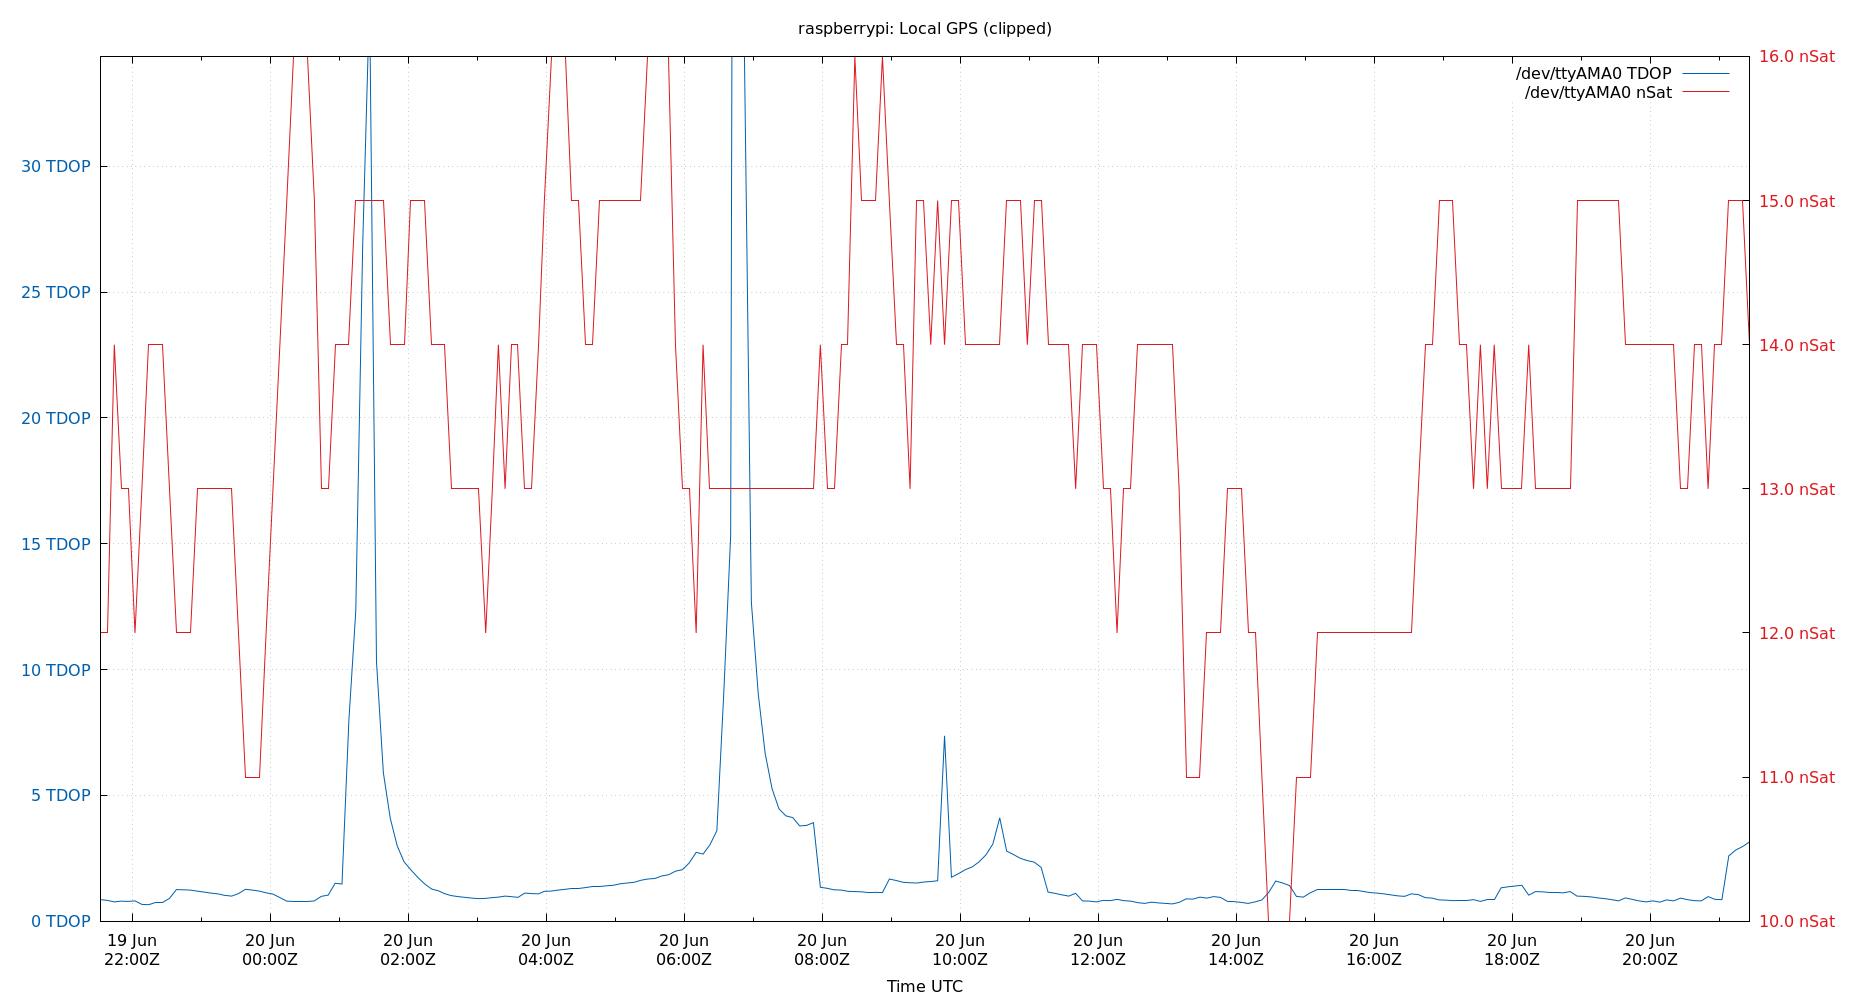 raspberrypi: Local GPS (clipped)
/dev/ttyAMA0 TDOP
/dev/ttyAMA0 nSat
30 TDOP
25 TDOP
20 TDOP
15 TDOP
10 TDOP
5 TDOP
0 TDOP
16.0 nSat
15.0 nSat
14.0 nSat
13.0 nSat
12.0 nSat
11.0 nSat
10.0 nSat
19 Jun 20 Jun 20 Jun 20 Jun 20 Jun 20 Jun 20 Jun 20 Jun 20 Jun 20 Jun 20 Jun 20 Jun
22:00Z 00:00Z 02:00Z 04:00Z 06:00Z 08:00Z 10:00Z 12:00Z 14:00Z 16:00Z 18:00Z 20:00Z
Time UTC